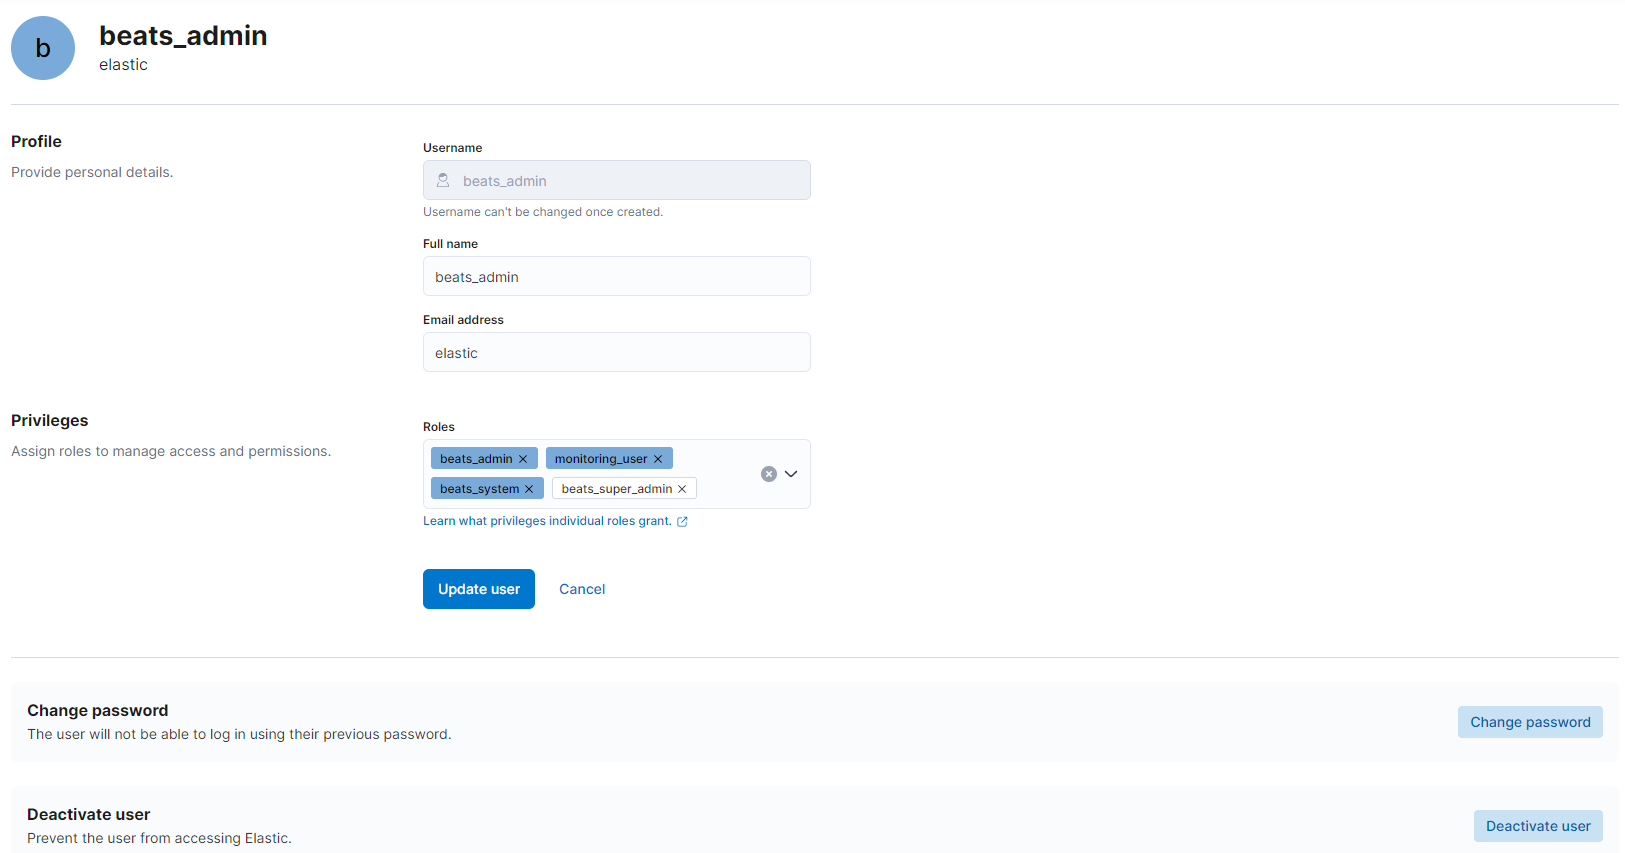 b
beats_admin
elastic
Profile
Provide personal details.
Username
beats_admin
Username can't be changed once created.
Full name
beats_admin
Email address
elastic
Privileges
Assign roles to manage access and permissions.
Roles
beats_admin monitoring_user
beats_system beats_super_admin
Learn what privileges individual roles grant.
Update user Cancel
Change password
The user will not be able to log in using their previous password.
Change password
Deactivate user
Prevent the user from accessing Elastic.
Deactivate user